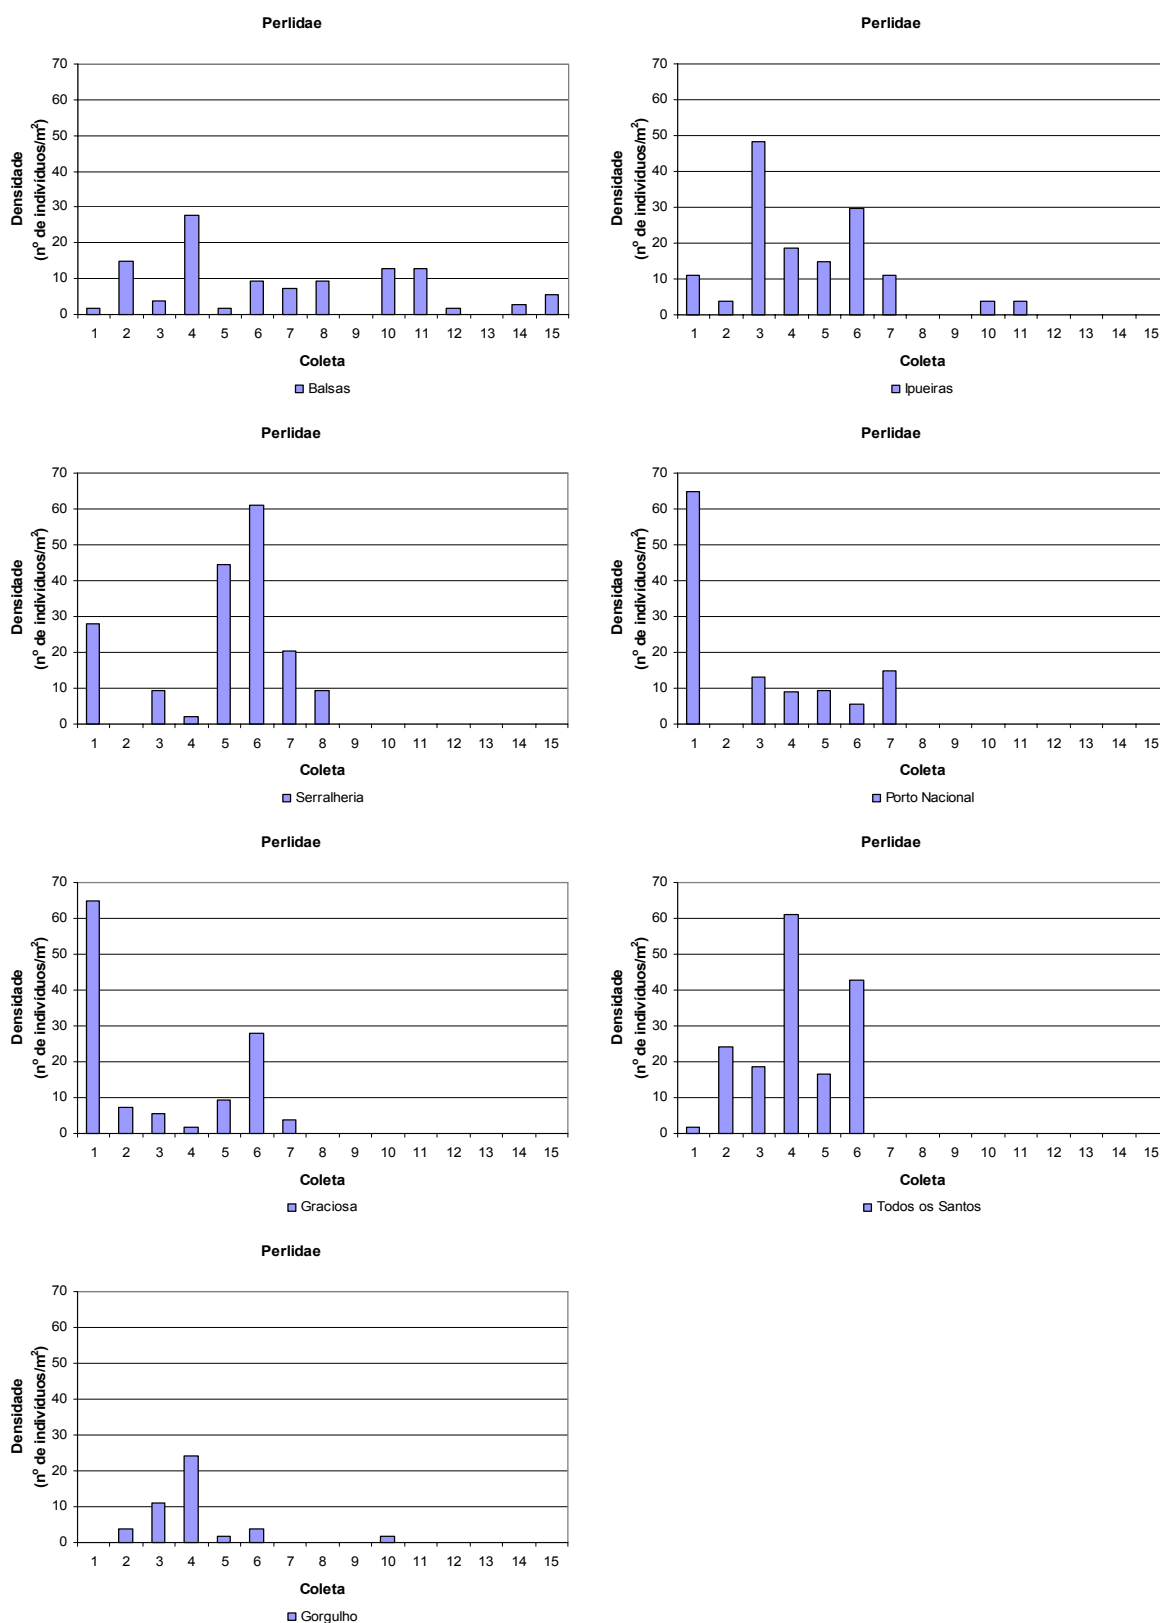 Perlidae
70
60
50
40
30
20
10
0
Densidade
(nº de indivíduos/m²)
1 2 3 4 5 6 7 8 9 10 11 12 13 14 15
Coleta
Balsas
Perlidae
70
60
50
40
30
20
10
0
Densidade
(nº de indivíduos/m²)
1 2 3 4 5 6 7 8 9 10 11 12 13 14 15
Coleta
Ipueiras
Perlidae
70
60
50
40
30
20
10
0
Densidade
(nº de indivíduos/m²)
1 2 3 4 5 6 7 8 9 10 11 12 13 14 15
Coleta
Serralheria
Perlidae
70
60
50
40
30
20
10
0
Densidade
(nº de indivíduos/m²)
1 2 3 4 5 6 7 8 9 10 11 12 13 14 15
Coleta
Porto Nacional
Perlidae
70
60
50
40
30
20
10
0
Densidade
(nº de indivíduos/m²)
1 2 3 4 5 6 7 8 9 10 11 12 13 14 15
Coleta
Graciosa
Perlidae
70
60
50
40
30
20
10
0
Densidade
(nº de indivíduos/m²)
1 2 3 4 5 6 7 8 9 10 11 12 13 14 15
Coleta
Todos os Santos
Perlidae
70
60
50
40
30
20
10
0
Densidade
(nº de indivíduos/m²)
1 2 3 4 5 6 7 8 9 10 11 12 13 14 15
Coleta
Gorgulho